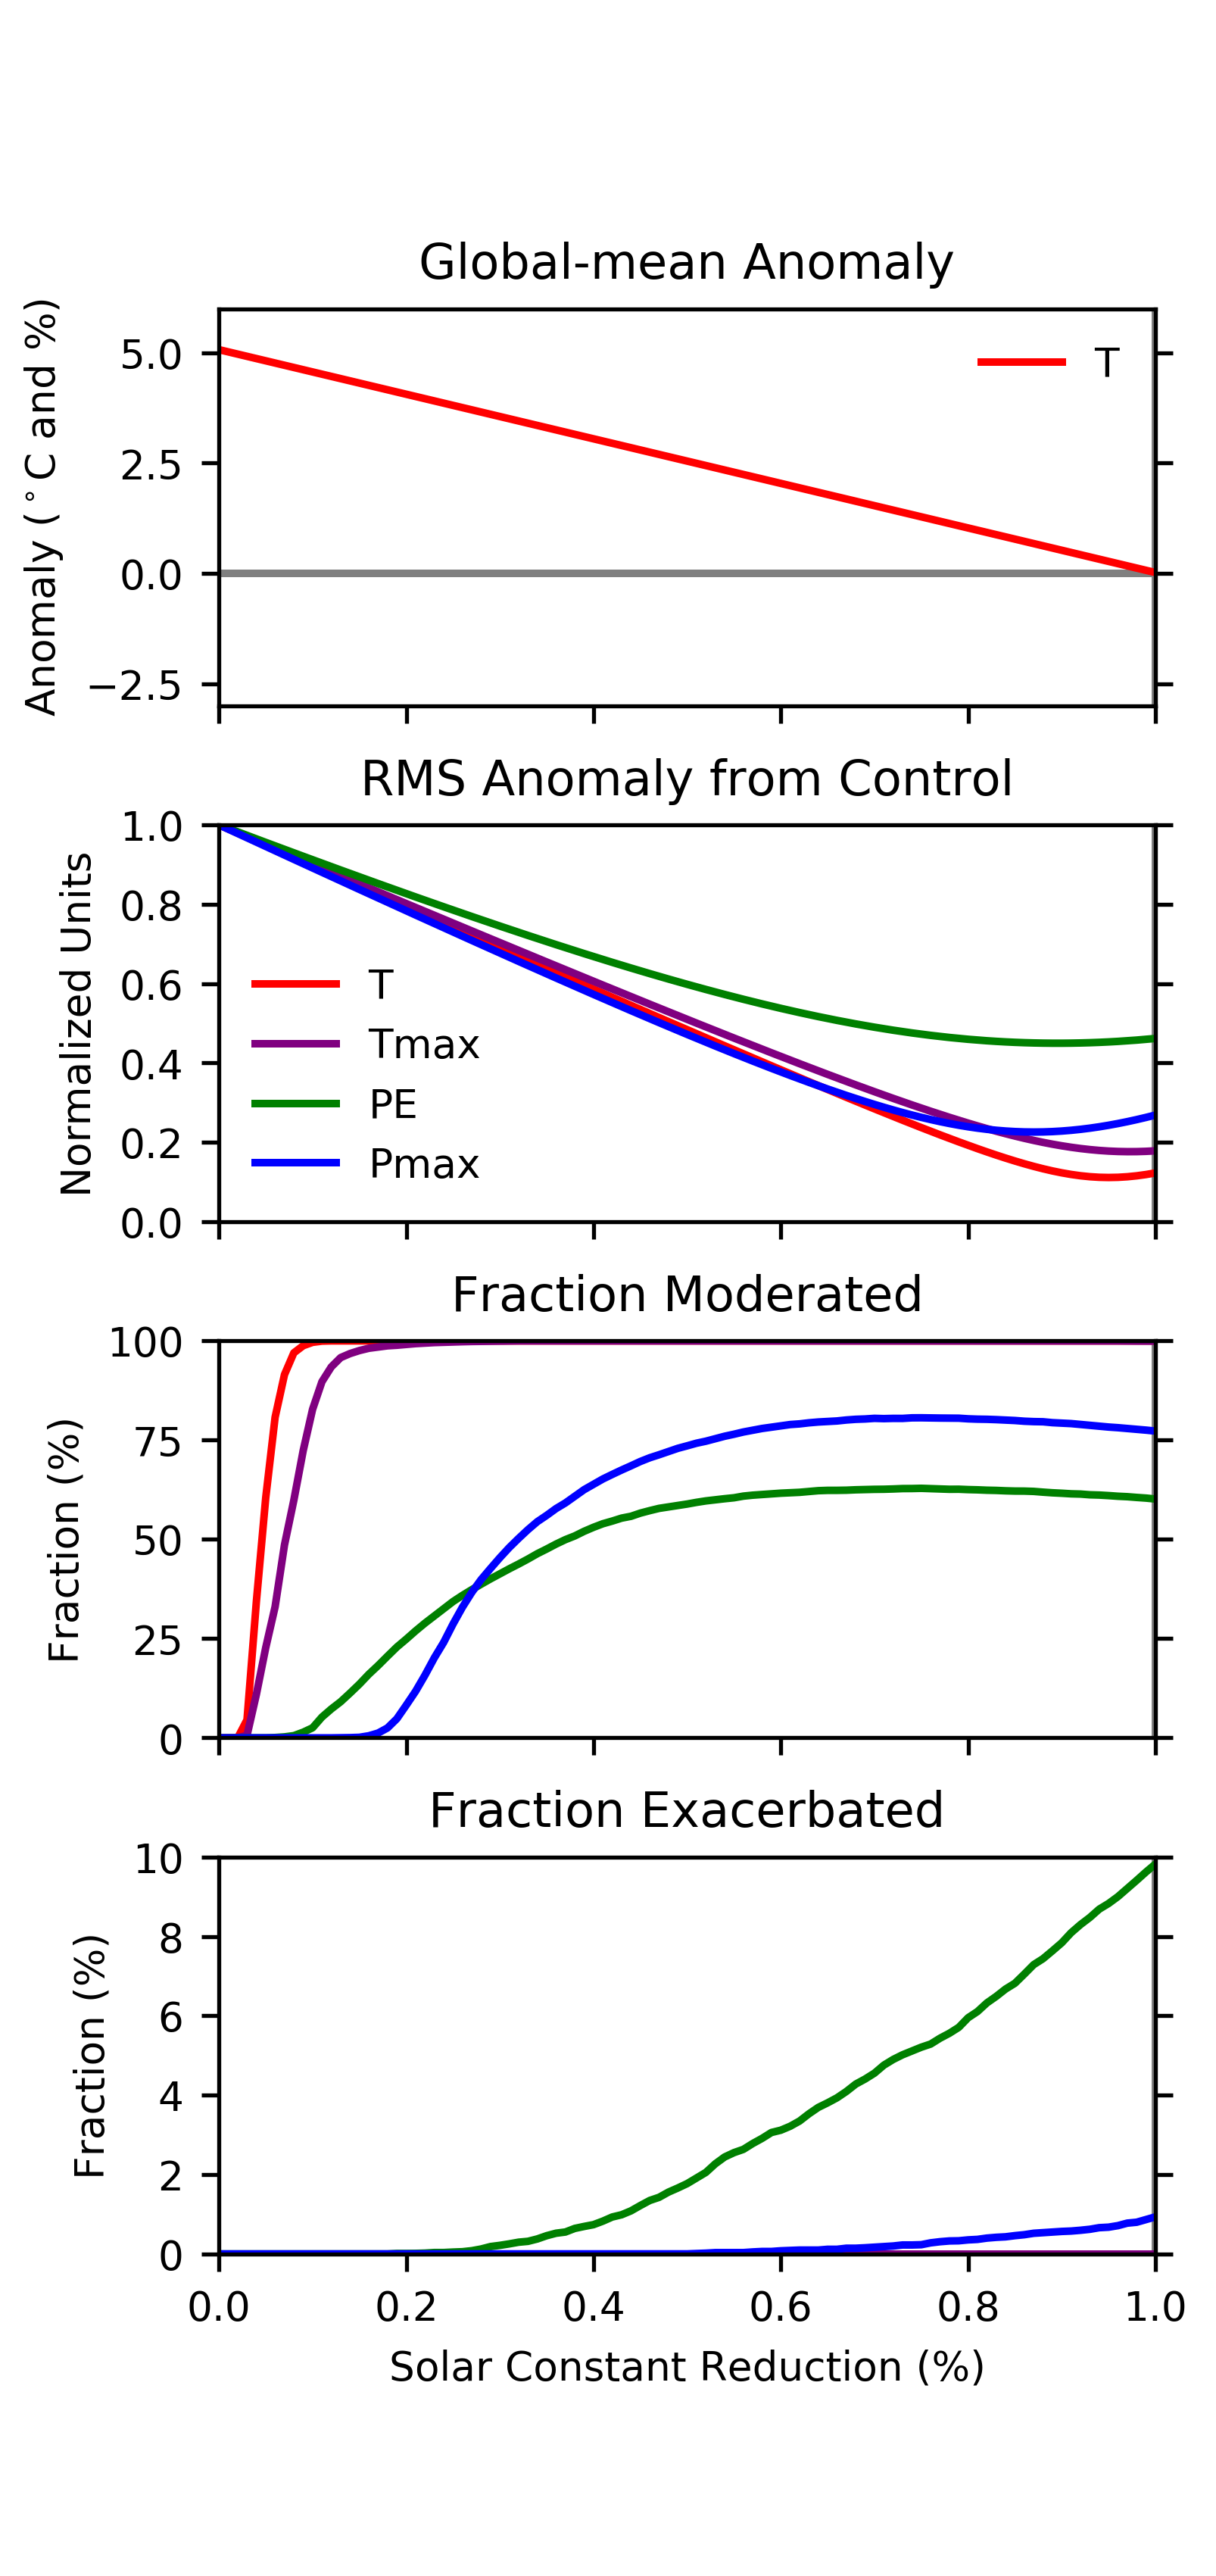 Global-mean Anomaly
Anomaly (°C and %)
5.0
2.5
0.0
−2.5
T
RMS Anomaly from Control
Normalized Units
1.0
0.8
0.6
0.4
0.2
0.0
T
Tmax
PE
Pmax
Fraction Moderated
Fraction (%)
100
75
50
25
0
Fraction Exacerbated
Fraction (%)
10
8
6
4
2
0
0.0 0.2 0.4 0.6 0.8 1.0
Solar Constant Reduction (%)